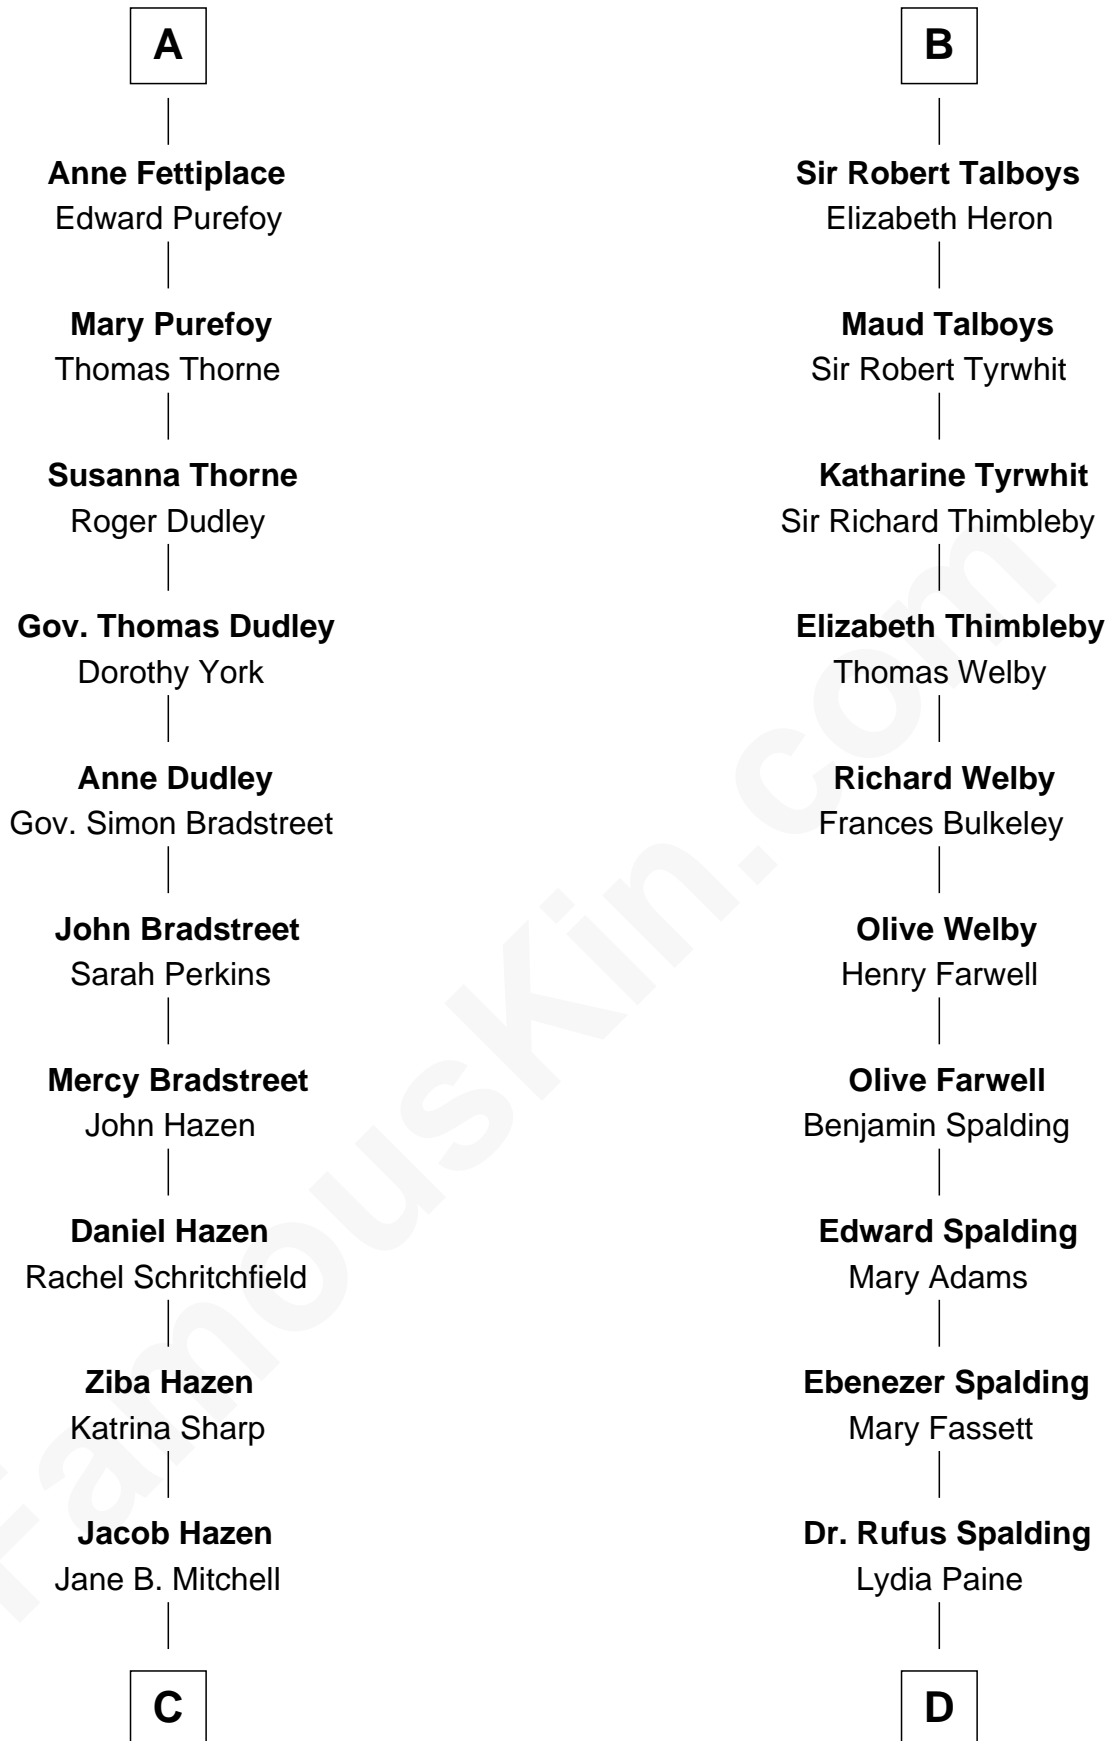 A
Anne Fettiplace
Edward Purefoy
Mary Purefoy
Thomas Thorne
Susanna Thorne
Roger Dudley
Gov. Thomas Dudley
Dorothy York
Anne Dudley
Gov. Simon Bradstreet
John Bradstreet
Sarah Perkins
Mercy Bradstreet
John Hazen
Daniel Hazen
Rachel Schritchfield
Ziba Hazen
Katrina Sharp
Jacob Hazen
Jane B. Mitchell
C
B
Sir Robert Talboys
Elizabeth Heron
Maud Talboys
Sir Robert Tyrwhit
Katharine Tyrwhit
Sir Richard Thimbleby
Elizabeth Thimbleby
Thomas Welby
Richard Welby
Frances Bulkeley
Olive Welby
Henry Farwell
Olive Farwell
Benjamin Spalding
Edward Spalding
Mary Adams
Ebenezer Spalding
Mary Fassett
Dr. Rufus Spalding
Lydia Paine
D
FamousKin.com